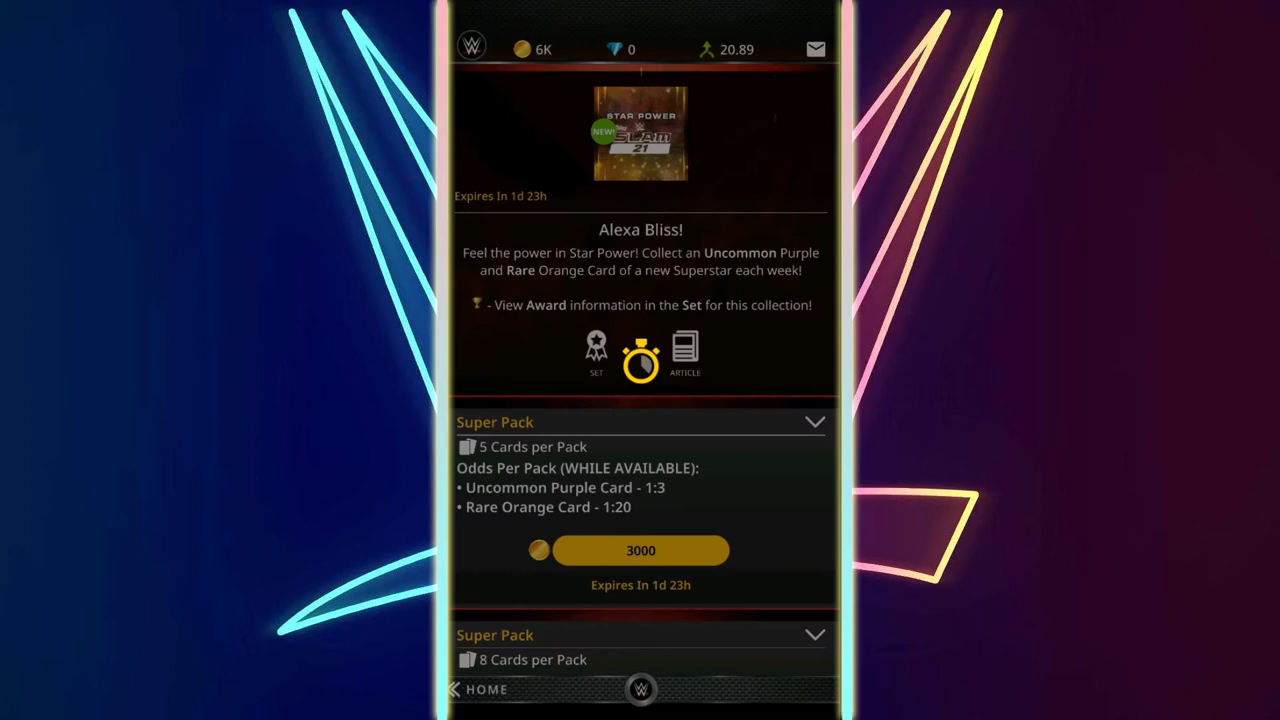 6K
0
20.89
STAR POWER
NEW!
Topps
SLAM
21
Expires In 1d 23h
Alexa Bliss!
Feel the power in Star Power! Collect an Uncommon Purple
and Rare Orange Card of a new Superstar each week!
- View Award information in the Set for this collection!
SET
ARTICLE
Super Pack
5 Cards per Pack
Odds Per Pack (WHILE AVAILABLE):
• Uncommon Purple Card - 1:3
• Rare Orange Card - 1:20
3000
Expires In 1d 23h
Super Pack
8 Cards per Pack
HOME